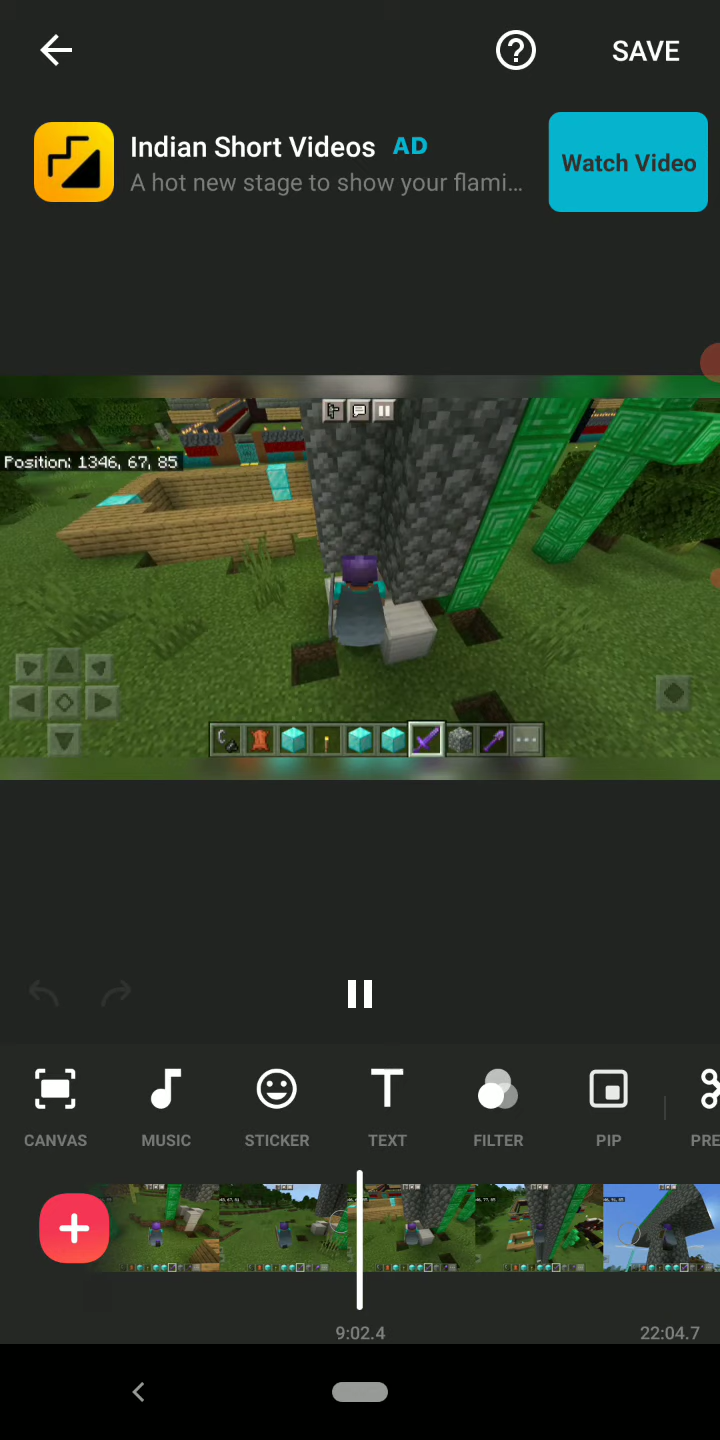 SAVE
Indian Short Videos AD
A hot new stage to show your flami...
Watch Video
Position: 1346, 67, 85
CANVAS
MUSIC
STICKER
TEXT
FILTER
PIP
PRE
9:02.4
22:04.7